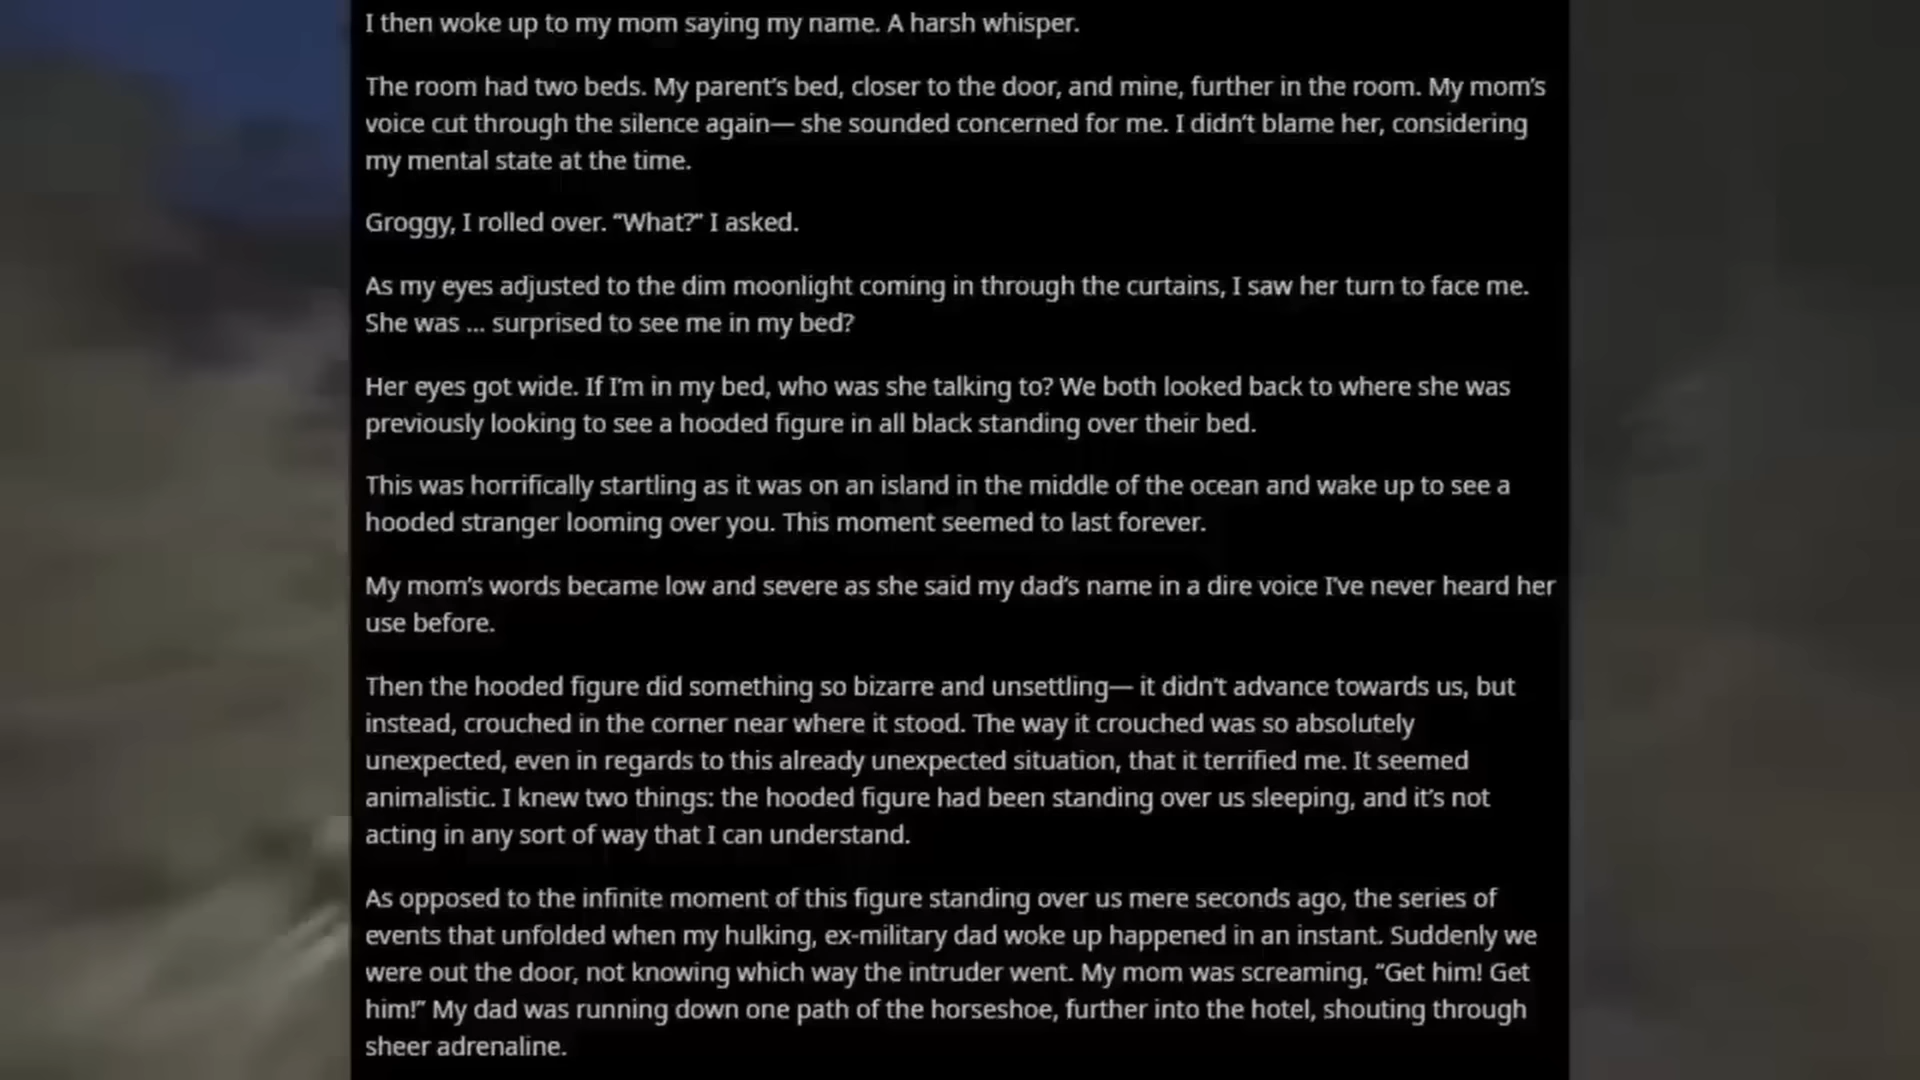 I then woke up to my mom saying my name. A harsh whisper.
The room had two beds. My parent’s bed, closer to the door, and mine, further in the room. My mom’s
voice cut through the silence again— she sounded concerned for me. I didn’t blame her, considering
my mental state at the time.
Groggy, I rolled over. “What?” I asked.
As my eyes adjusted to the dim moonlight coming in through the curtains, I saw her turn to face me.
She was ... surprised to see me in my bed?
Her eyes got wide. If I’m in my bed, who was she talking to? We both looked back to where she was
previously looking to see a hooded figure in all black standing over their bed.
This was horrifically startling as it was on an island in the middle of the ocean and wake up to see a
hooded stranger looming over you. This moment seemed to last forever.
My mom’s words became low and severe as she said my dad’s name in a dire voice I’ve never heard her
use before.
Then the hooded figure did something so bizarre and unsettling— it didn’t advance towards us, but
instead, crouched in the corner near where it stood. The way it crouched was so absolutely
unexpected, even in regards to this already unexpected situation, that it terrified me. It seemed
animalistic. I knew two things: the hooded figure had been standing over us sleeping, and it’s not
acting in any sort of way that I can understand.
As opposed to the infinite moment of this figure standing over us mere seconds ago, the series of
events that unfolded when my hulking, ex-military dad woke up happened in an instant. Suddenly we
were out the door, not knowing which way the intruder went. My mom was screaming, “Get him! Get
him!” My dad was running down one path of the horseshoe, further into the hotel, shouting through
sheer adrenaline.